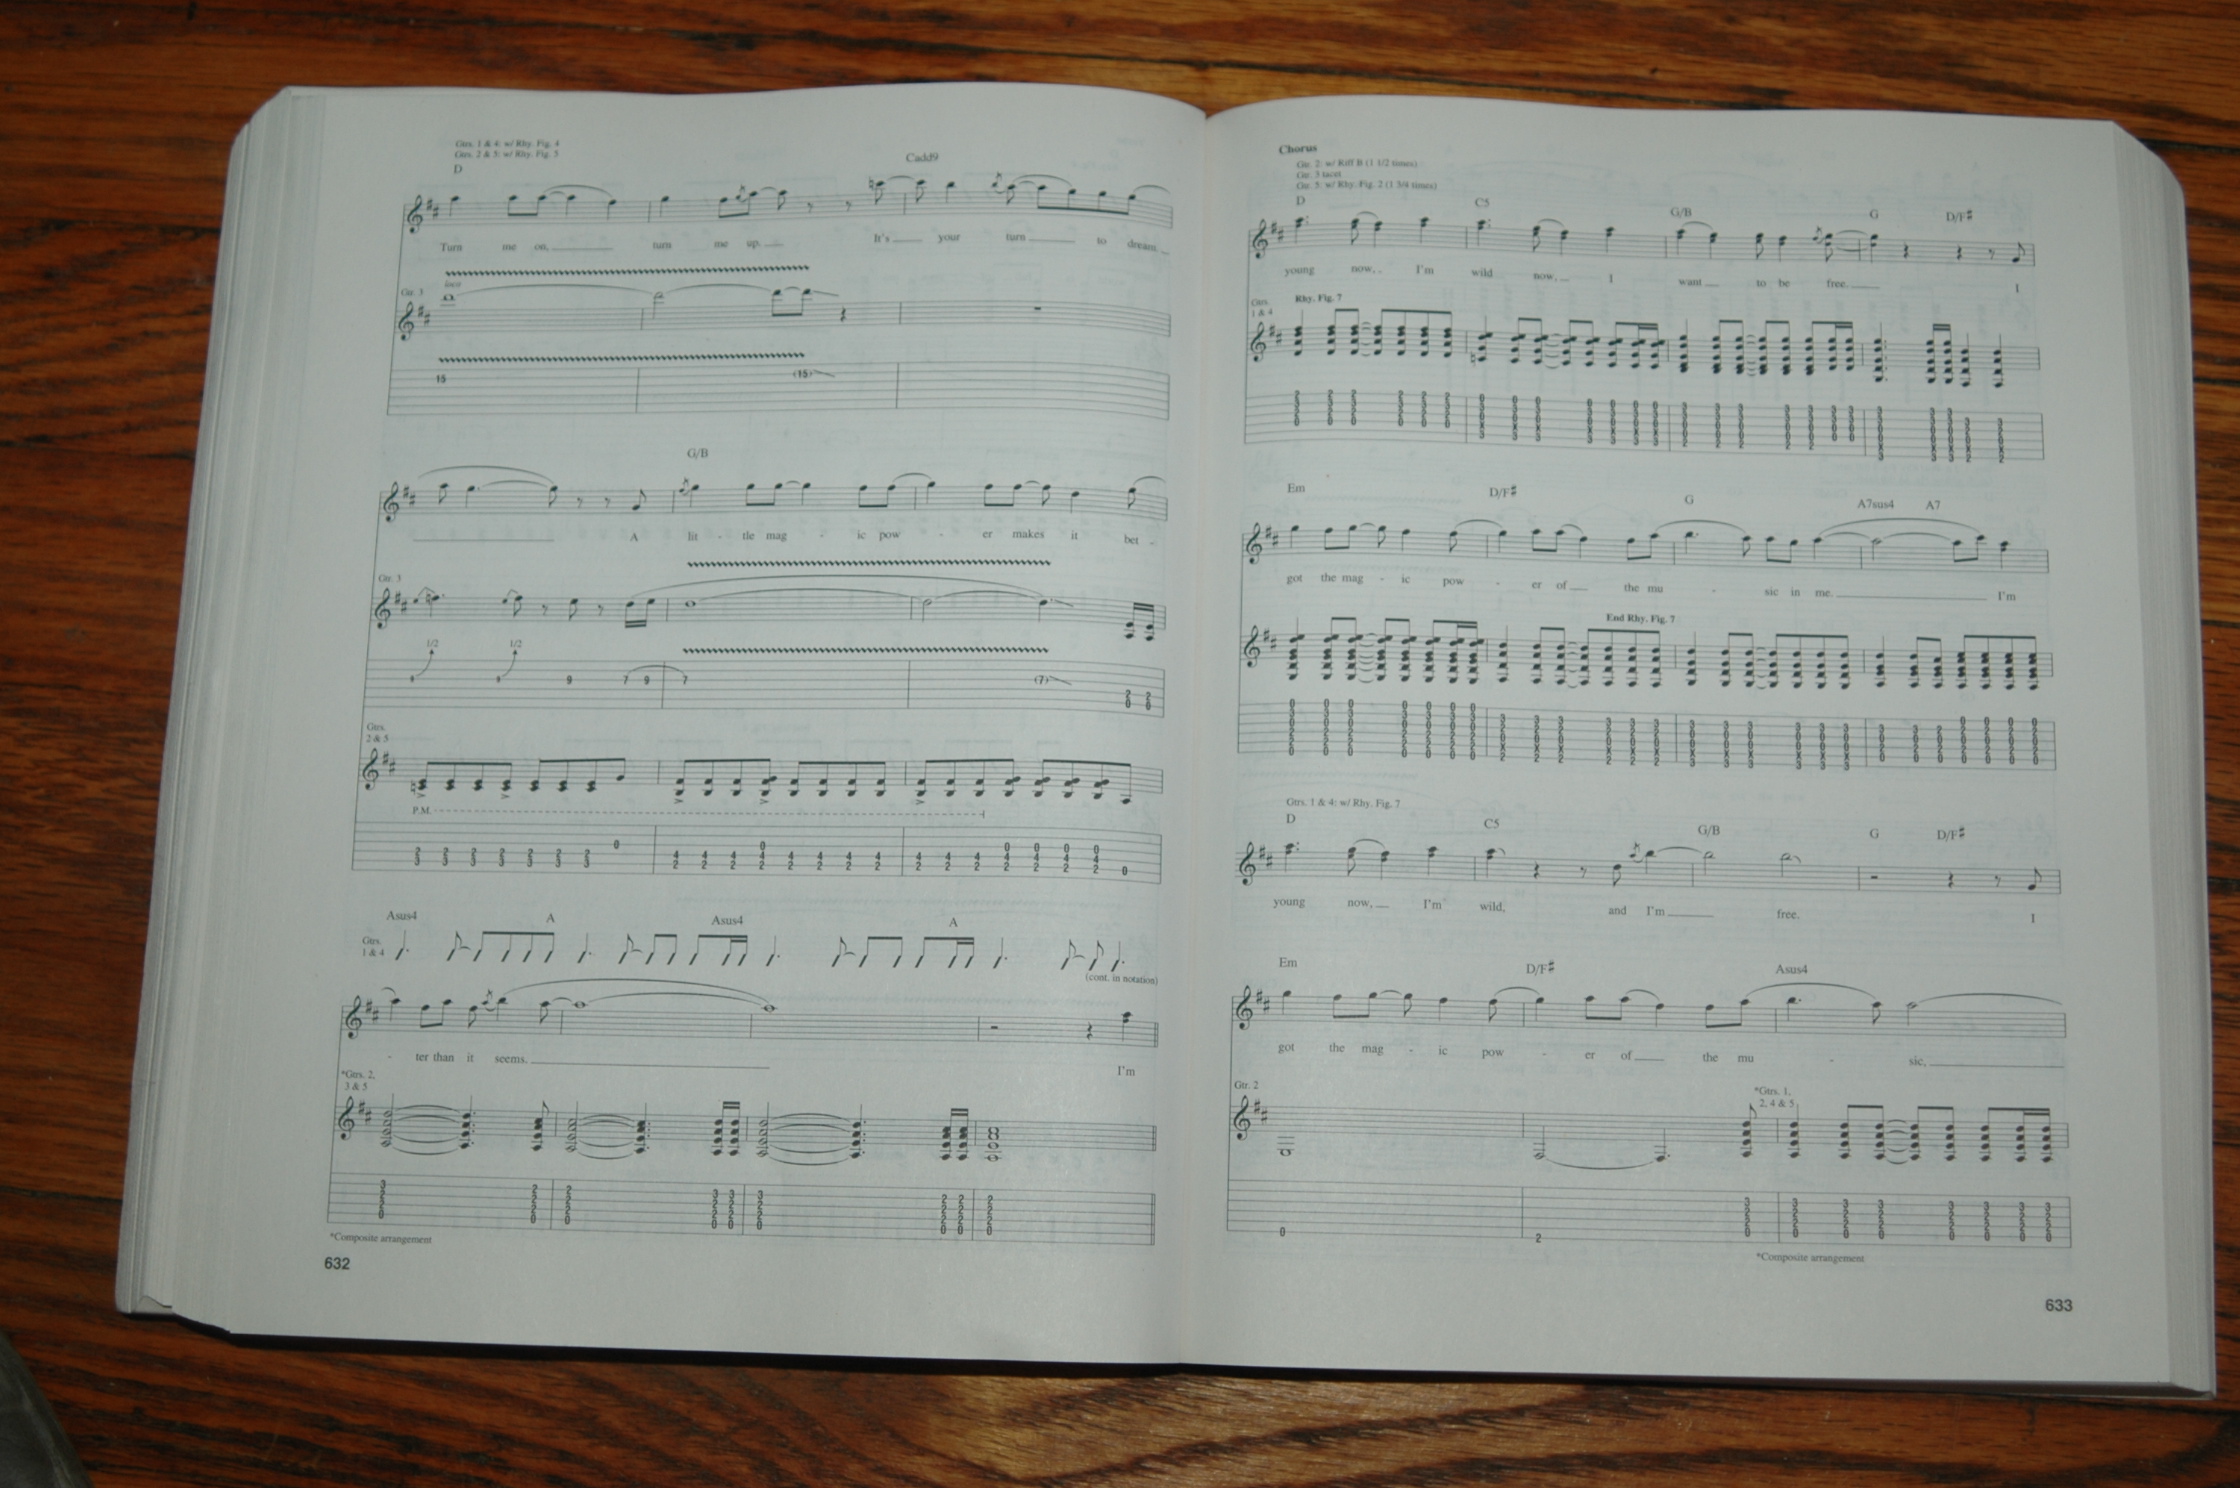 Gtrs. 1 & 4: w/ Rhy. Fig. 4
Gtrs. 2 & 5: w/ Rhy. Fig. 5
D Cadd9
Turn me on, turn me up. It's your turn to dream.
Gtr. 3
loco
15 (15)
G/B
A lit - tle mag - ic pow - er makes it bet -
Gtr. 3
1/2 1/2
9 7 9 7 (7) 2 0 2 0
Gtrs. 2 & 5
P.M.
Asus4 A Asus4 A
Gtrs. 1 & 4
(cont. in notation)
- ter than it seems. I'm
*Gtrs. 2, 3 & 5
*Composite arrangement
632
Chorus
Gtr. 2: w/ Riff B (1 1/2 times)
Gtr. 3 tacet
Gtr. 5: w/ Rhy. Fig. 2 (1 3/4 times)
D C5 G/B G D/F#
young now, I'm wild now, I want to be free. I
Rhy. Fig. 7
Gtrs. 1 & 4
Em D/F# G A7sus4 A7
got the mag - ic pow - er of the mu - sic in me. I'm
End Rhy. Fig. 7
Gtrs. 1 & 4: w/ Rhy. Fig. 7
D C5 G/B G D/F#
young now, I'm wild, and I'm free. I
Em D/F# Asus4
got the mag - ic pow - er of the mu - sic,
Gtr. 2
*Gtrs. 1, 2, 4 & 5
0 2
*Composite arrangement
633